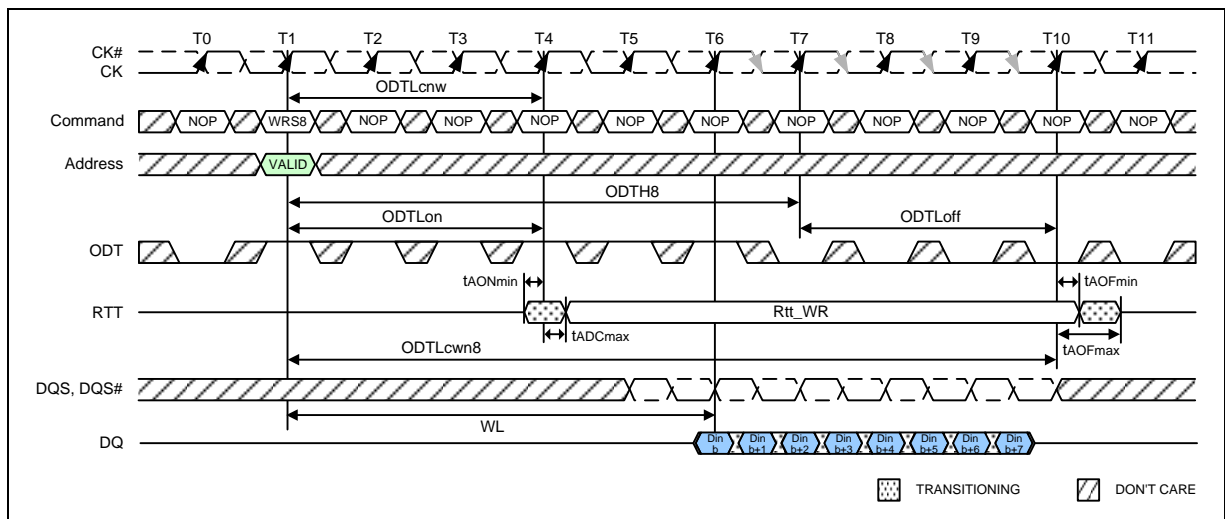 T0 T1 T2 T3 T4 T5 T6 T7 T8 T9 T10 T11
CK#
CK
ODTLcnw
Command NOP WRS8 NOP NOP NOP NOP NOP NOP NOP NOP NOP NOP
Address VALID
ODTH8
ODTLon ODTLoff
ODT
tAONmin tAOFmin
RTT Rtt_WR
tADCmax
ODTLcwn8 tAOFmax
DQS, DQS#
WL
DQ Din b Din b+1 Din b+2 Din b+3 Din b+4 Din b+5 Din b+6 Din b+7
TRANSITIONING DON'T CARE